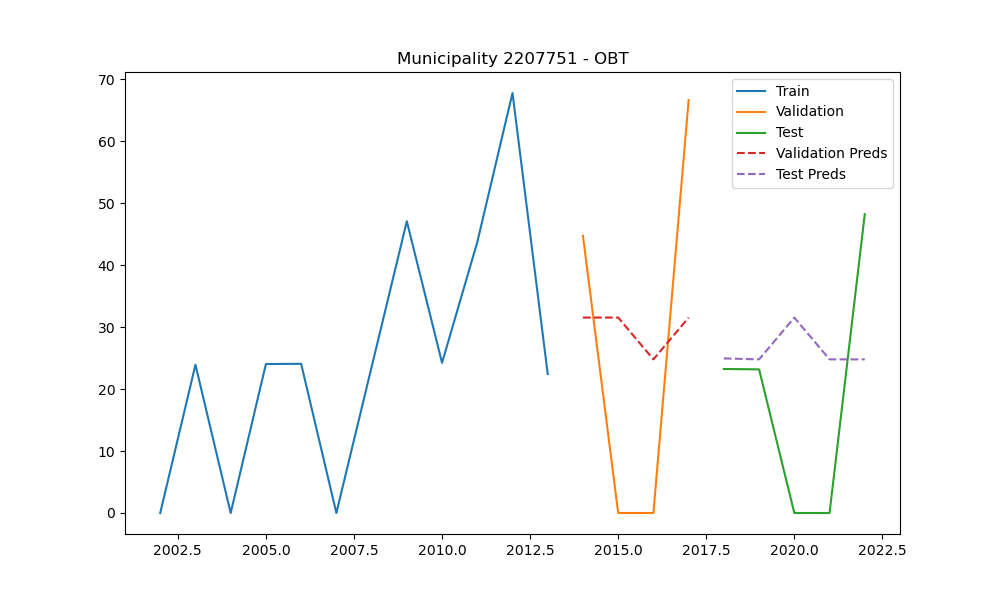 Municipality 2207751 - OBT
70
60
50
40
30
20
10
0
Train
Validation
Test
Validation Preds
Test Preds
2002.5 2005.0 2007.5 2010.0 2012.5 2015.0 2017.5 2020.0 2022.5